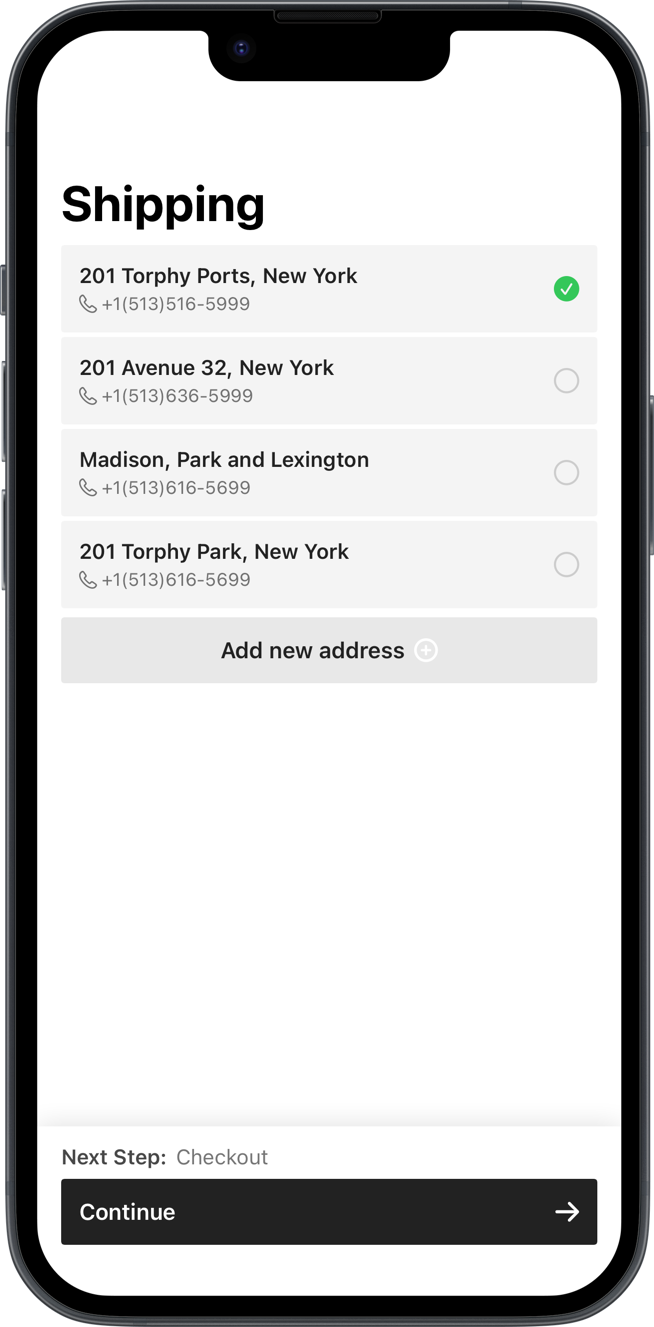 Shipping
201 Torphy Ports, New York
+1(513)516-5999
201 Avenue 32, New York
+1(513)636-5999
Madison, Park and Lexington
+1(513)616-5699
201 Torphy Park, New York
+1(513)616-5699
Add new address
Next Step: Checkout
Continue